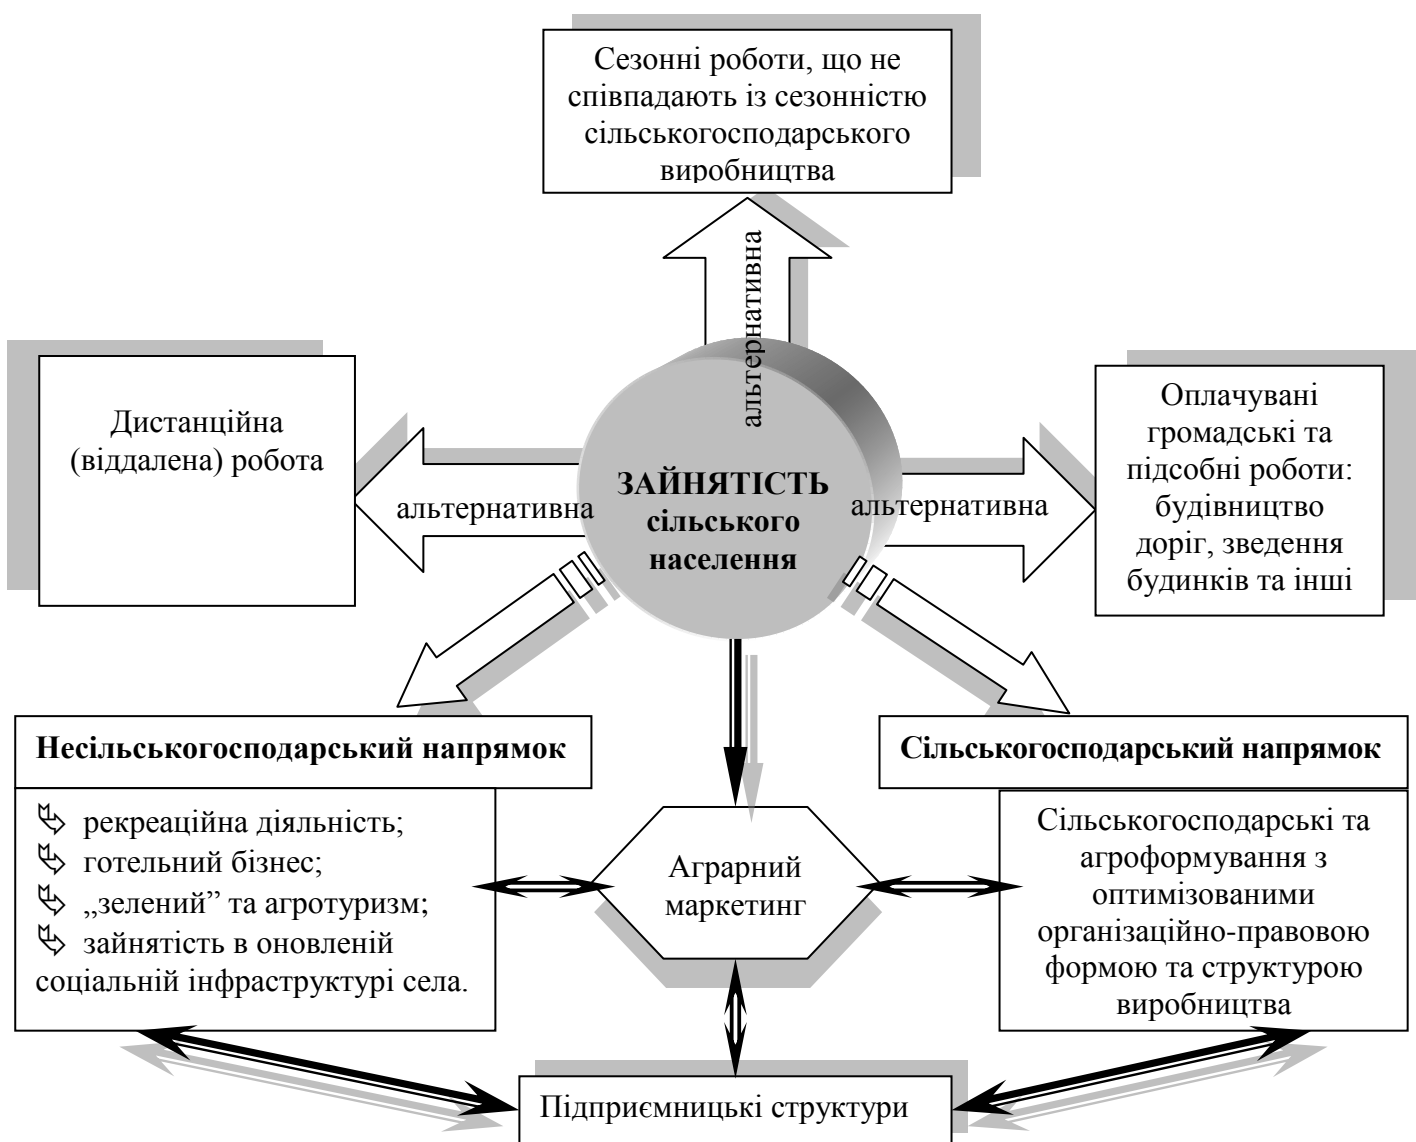 Сезонні роботи, що не
співпадають із сезонністю
сільськогосподарського
виробництва
альтернативна
Дистанційна
(віддалена) робота
альтернативна
ЗАЙНЯТІСТЬ
сільського
населення
альтернативна
Оплачувані
громадські та
підсобні роботи:
будівництво
доріг, зведення
будинків та інші
Несільськогосподарський напрямок
рекреаційна діяльність;
готельний бізнес;
„зелений” та агротуризм;
зайнятість в оновленій
соціальній інфраструктурі села.
Аграрний
маркетинг
Сільськогосподарський напрямок
Сільськогосподарські та
агроформування з
оптимізованими
організаційно-правовою
формою та структурою
виробництва
Підприємницькі структури